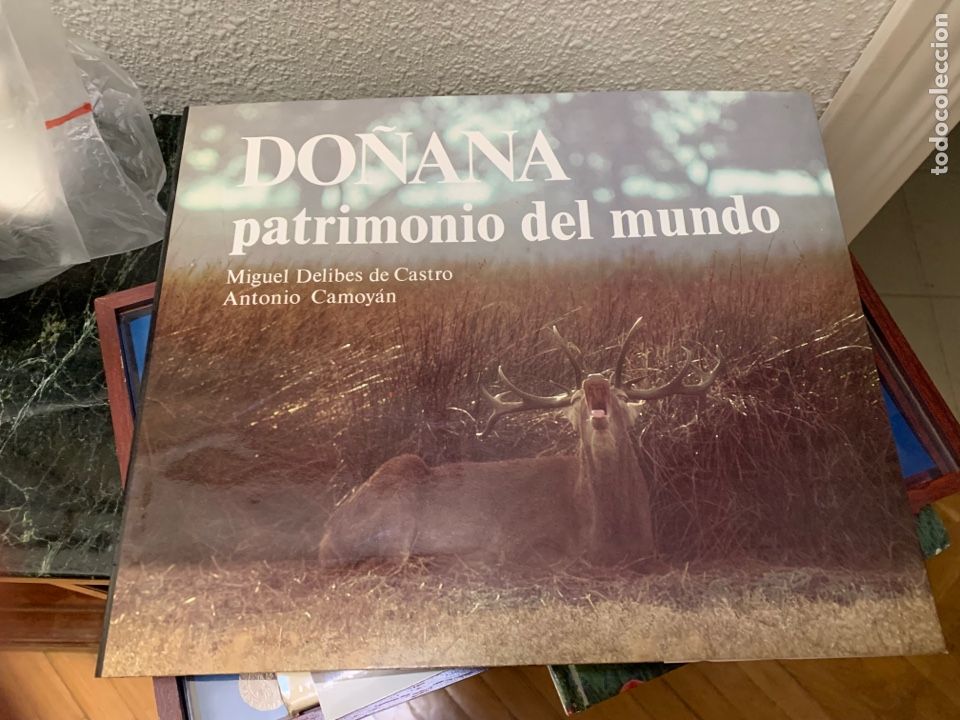 DOÑANA
patrimonio del mundo
Miguel Delibes de Castro
Antonio Camoyán
todocoleccion